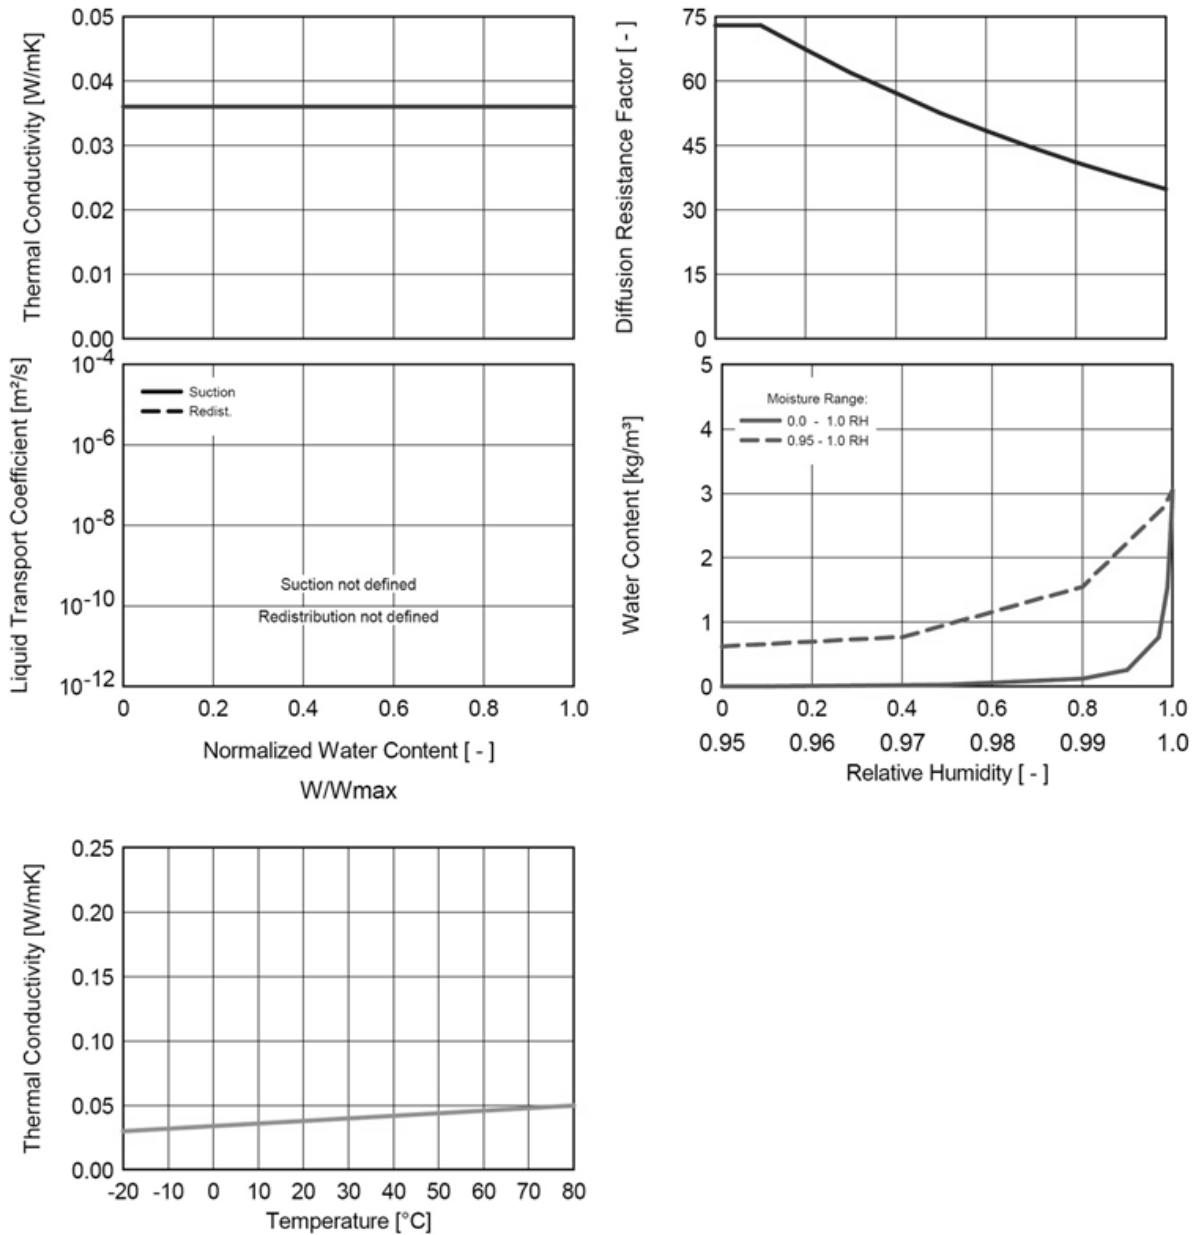 Thermal Conductivity [W/mK]
0.05
0.04
0.03
0.02
0.01
0.00
Diffusion Resistance Factor [ - ]
75
60
45
30
15
0
Liquid Transport Coefficient [m²/s]
10-4
10-6
10-8
10-10
10-12
Suction
Redist.
Suction not defined
Redistribution not defined
0 0.2 0.4 0.6 0.8 1.0
Normalized Water Content [ - ]
W/Wmax
Water Content [kg/m³]
5
4
3
2
1
0
Moisture Range:
0.0 - 1.0 RH
0.95 - 1.0 RH
0 0.2 0.4 0.6 0.8 1.0
0.95 0.96 0.97 0.98 0.99 1.0
Relative Humidity [ - ]
Thermal Conductivity [W/mK]
0.25
0.20
0.15
0.10
0.05
0.00
-20 -10 0 10 20 30 40 50 60 70 80
Temperature [°C]